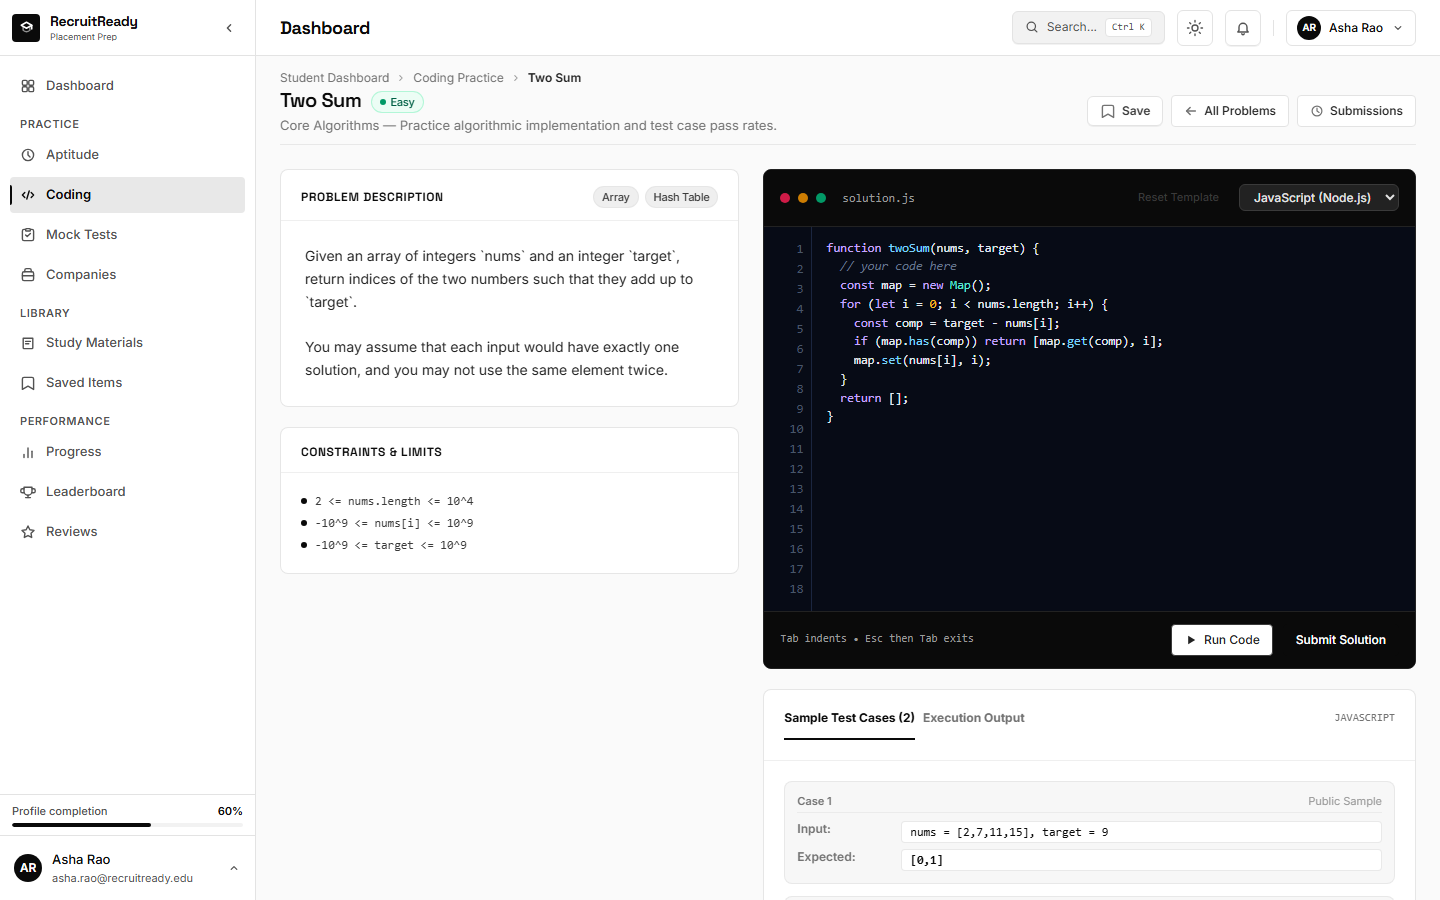 RecruitReady
Placement Prep
Dashboard
PRACTICE
Aptitude
Coding
Mock Tests
Companies
LIBRARY
Study Materials
Saved Items
PERFORMANCE
Progress
Leaderboard
Reviews
Profile completion 60%
AR Asha Rao
asha.rao@recruitready.edu
Dashboard
Search... Ctrl K
AR Asha Rao
Student Dashboard › Coding Practice › Two Sum
Two Sum Easy
Core Algorithms — Practice algorithmic implementation and test case pass rates.
Save ← All Problems Submissions
PROBLEM DESCRIPTION Array Hash Table
Given an array of integers `nums` and an integer `target`,
return indices of the two numbers such that they add up to
`target`.
You may assume that each input would have exactly one
solution, and you may not use the same element twice.
CONSTRAINTS & LIMITS
2 <= nums.length <= 10^4
-10^9 <= nums[i] <= 10^9
-10^9 <= target <= 10^9
solution.js Reset Template JavaScript (Node.js)
1 function twoSum(nums, target) {
2 // your code here
3 const map = new Map();
4 for (let i = 0; i < nums.length; i++) {
5 const comp = target - nums[i];
6 if (map.has(comp)) return [map.get(comp), i];
7 map.set(nums[i], i);
8 }
9 return [];
10 }
11
12
13
14
15
16
17
18
Tab indents • Esc then Tab exits Run Code Submit Solution
Sample Test Cases (2) Execution Output JAVASCRIPT
Case 1 Public Sample
Input: nums = [2,7,11,15], target = 9
Expected: [0,1]